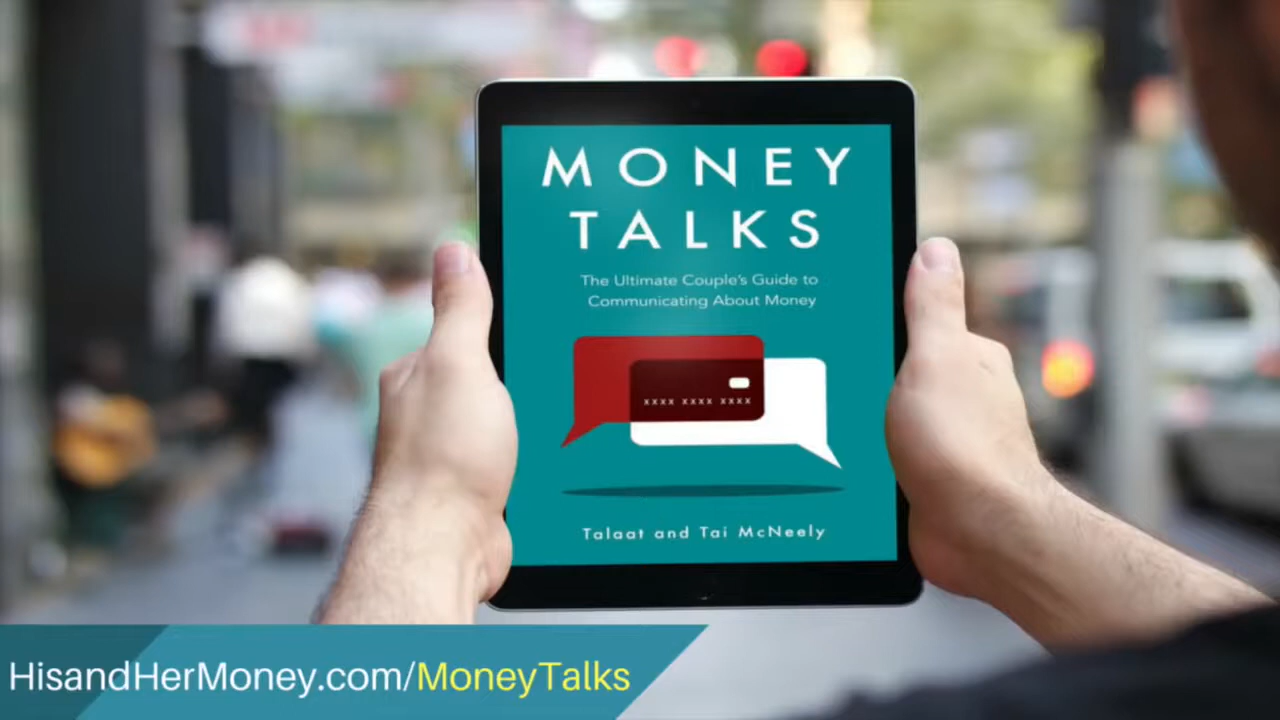 MONEY
TALKS
The Ultimate Couple's Guide to
Communicating About Money
xxxx xxxx xxxx
Talaat and Tai McNeely
HisandHerMoney.com/MoneyTalks